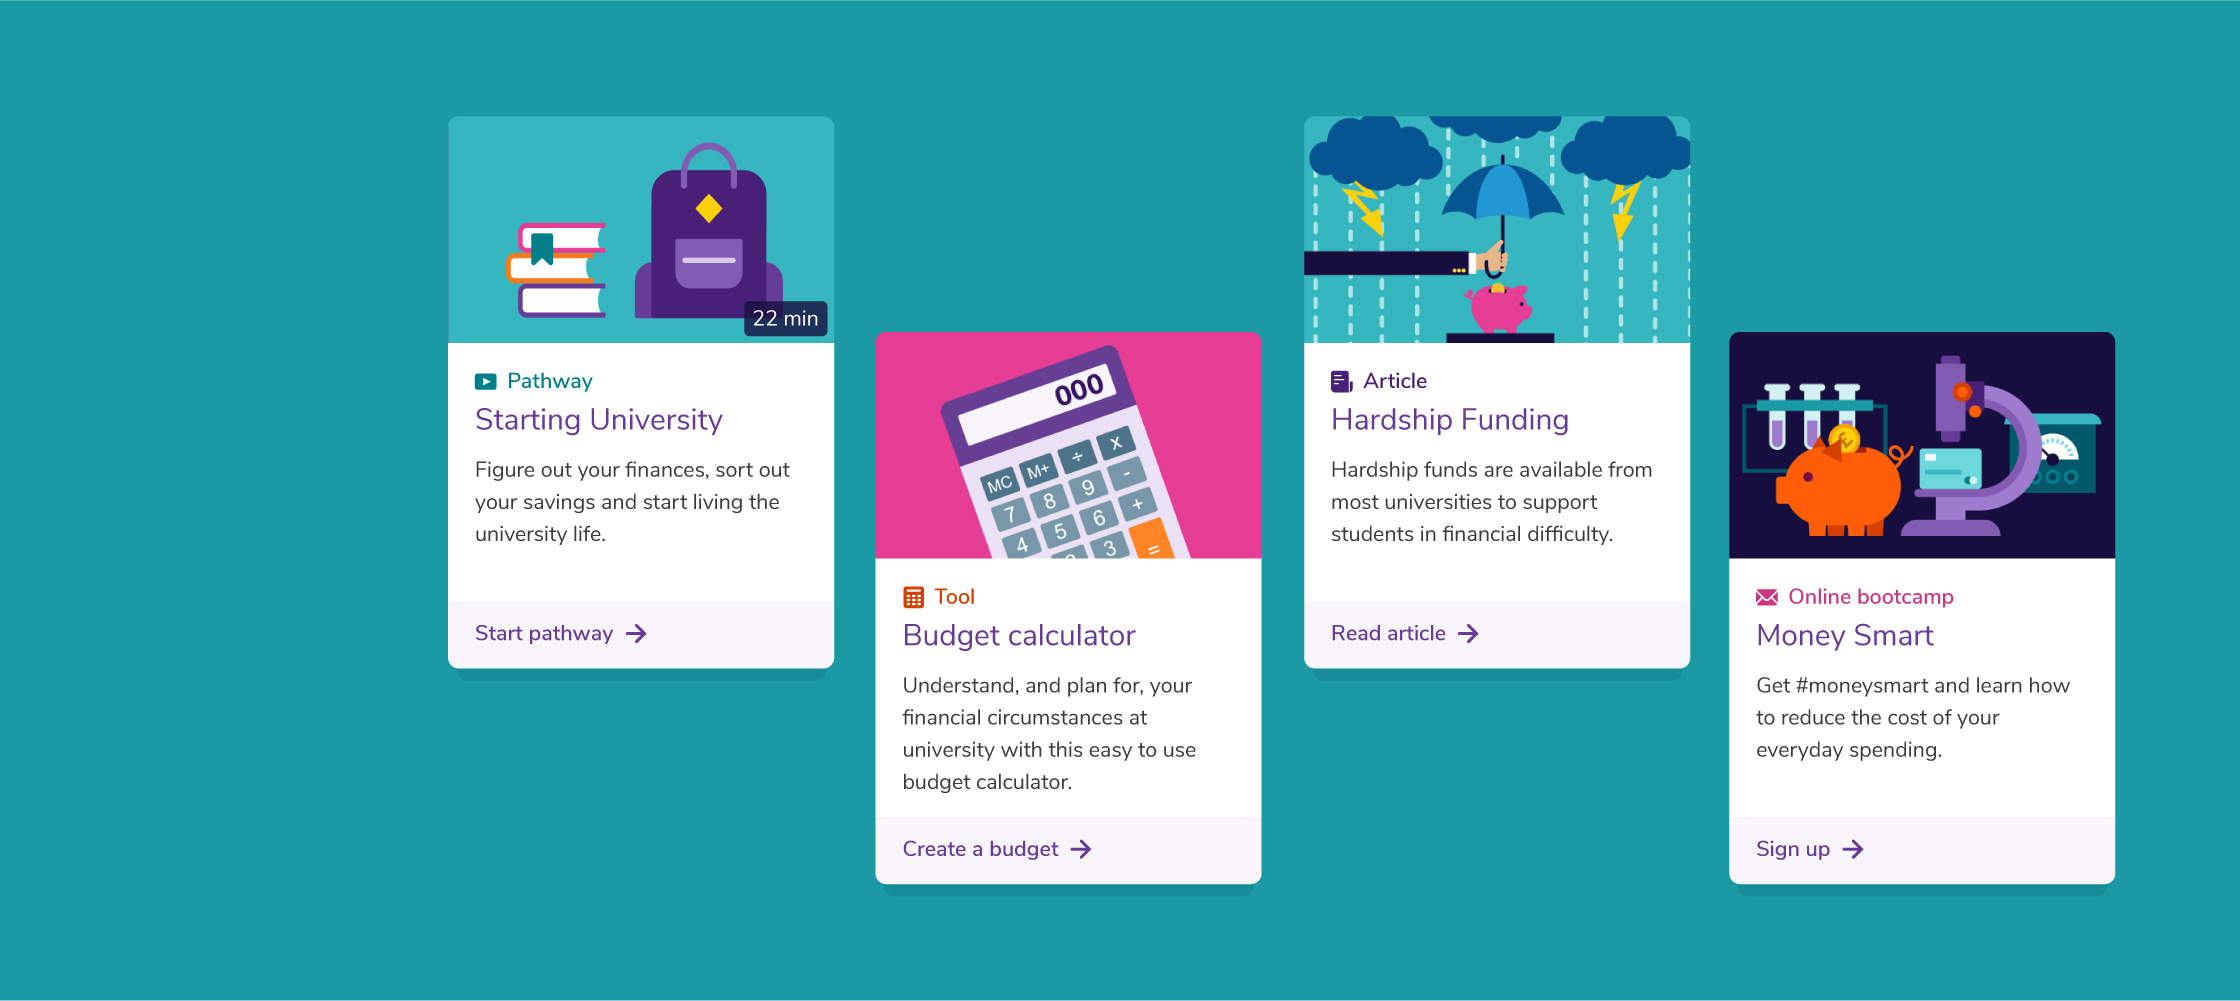 22 min
Pathway
Starting University
Figure out your finances, sort out
your savings and start living the
university life.
Start pathway
000
MC M+ ÷ X
7 8 9 -
4 5 6 +
3 =
Tool
Budget calculator
Understand, and plan for, your
financial circumstances at
university with this easy to use
budget calculator.
Create a budget
Article
Hardship Funding
Hardship funds are available from
most universities to support
students in financial difficulty.
Read article
£
Online bootcamp
Money Smart
Get #moneysmart and learn how
to reduce the cost of your
everyday spending.
Sign up